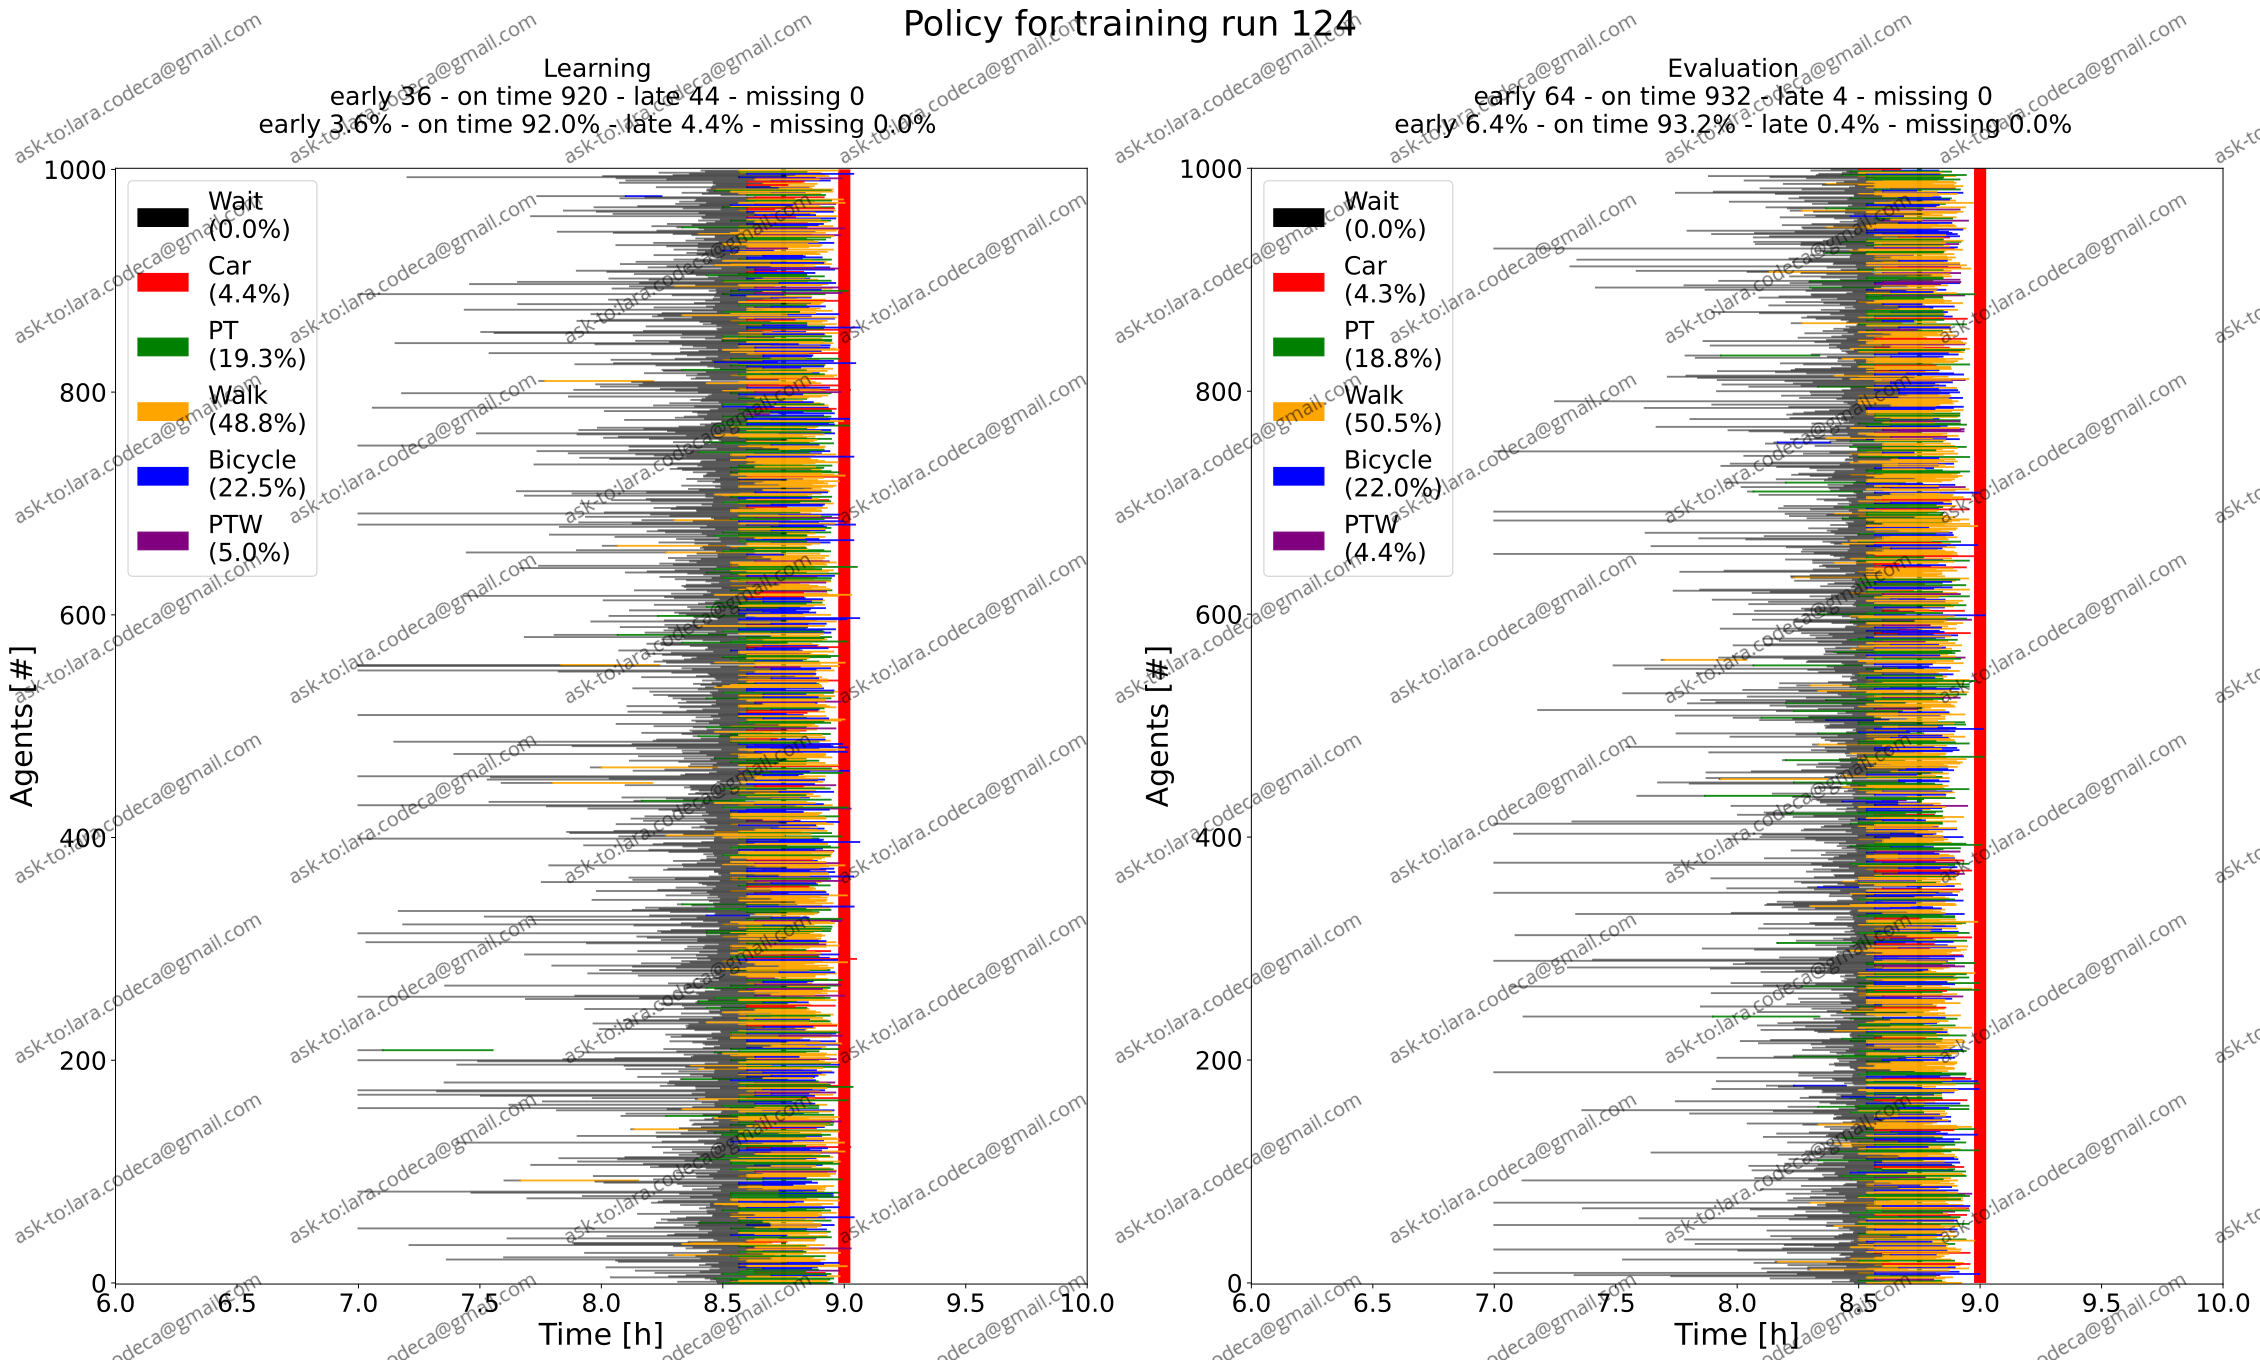 Policy for training run 124
Learning
early 36 - on time 920 - late 44 - missing 0
early 3.6% - on time 92.0% - late 4.4% - missing 0.0%
Agents [#]
1000
800
600
400
200
0
Wait
(0.0%)
Car
(4.4%)
PT
(19.3%)
Walk
(48.8%)
Bicycle
(22.5%)
PTW
(5.0%)
6.0 6.5 7.0 7.5 8.0 8.5 9.0 9.5 10.0
Time [h]
Evaluation
early 64 - on time 932 - late 4 - missing 0
early 6.4% - on time 93.2% - late 0.4% - missing 0.0%
Agents [#]
1000
800
600
400
200
0
Wait
(0.0%)
Car
(4.3%)
PT
(18.8%)
Walk
(50.5%)
Bicycle
(22.0%)
PTW
(4.4%)
6.0 6.5 7.0 7.5 8.0 8.5 9.0 9.5 10.0
Time [h]
ask-to:lara.codeca@gmail.com